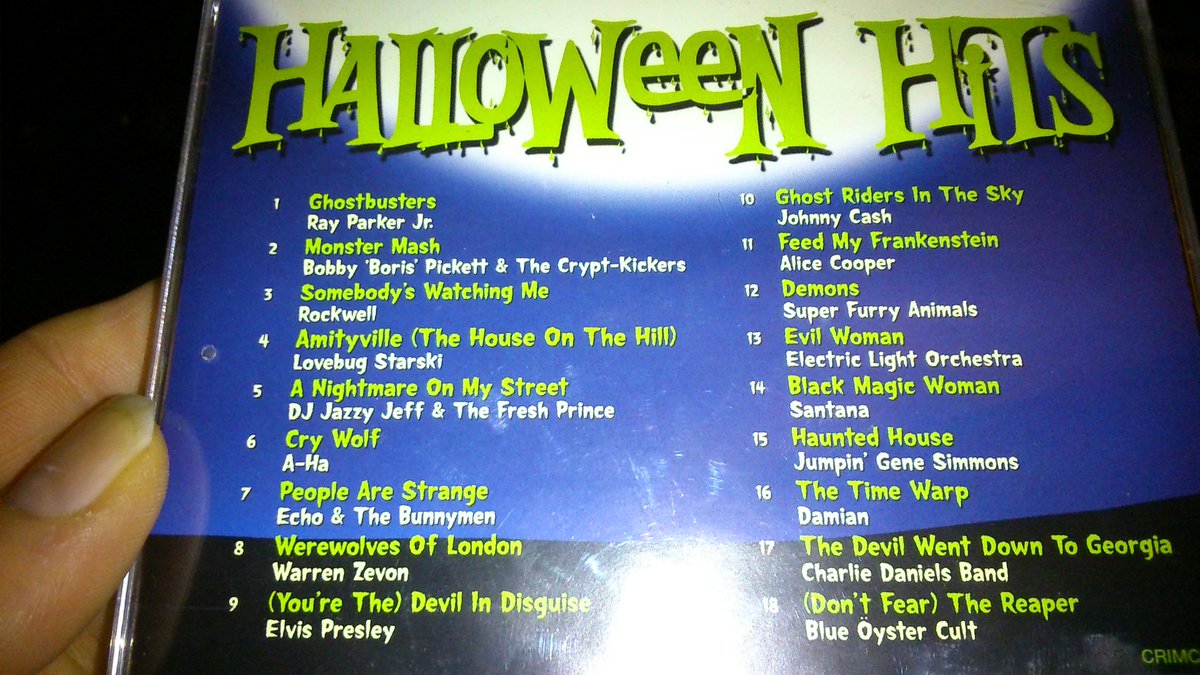 HALLOWEEN HITS
1 Ghostbusters
Ray Parker Jr.
2 Monster Mash
Bobby 'Boris' Pickett & The Crypt-Kickers
3 Somebody's Watching Me
Rockwell
4 Amityville (The House On The Hill)
Lovebug Starski
5 A Nightmare On My Street
DJ Jazzy Jeff & The Fresh Prince
6 Cry Wolf
A-Ha
7 People Are Strange
Echo & The Bunnymen
8 Werewolves Of London
Warren Zevon
9 (You're The) Devil In Disguise
Elvis Presley
10 Ghost Riders In The Sky
Johnny Cash
11 Feed My Frankenstein
Alice Cooper
12 Demons
Super Furry Animals
13 Evil Woman
Electric Light Orchestra
14 Black Magic Woman
Santana
15 Haunted House
Jumpin' Gene Simmons
16 The Time Warp
Damian
17 The Devil Went Down To Georgia
Charlie Daniels Band
18 (Don't Fear) The Reaper
Blue Öyster Cult
CRIMC